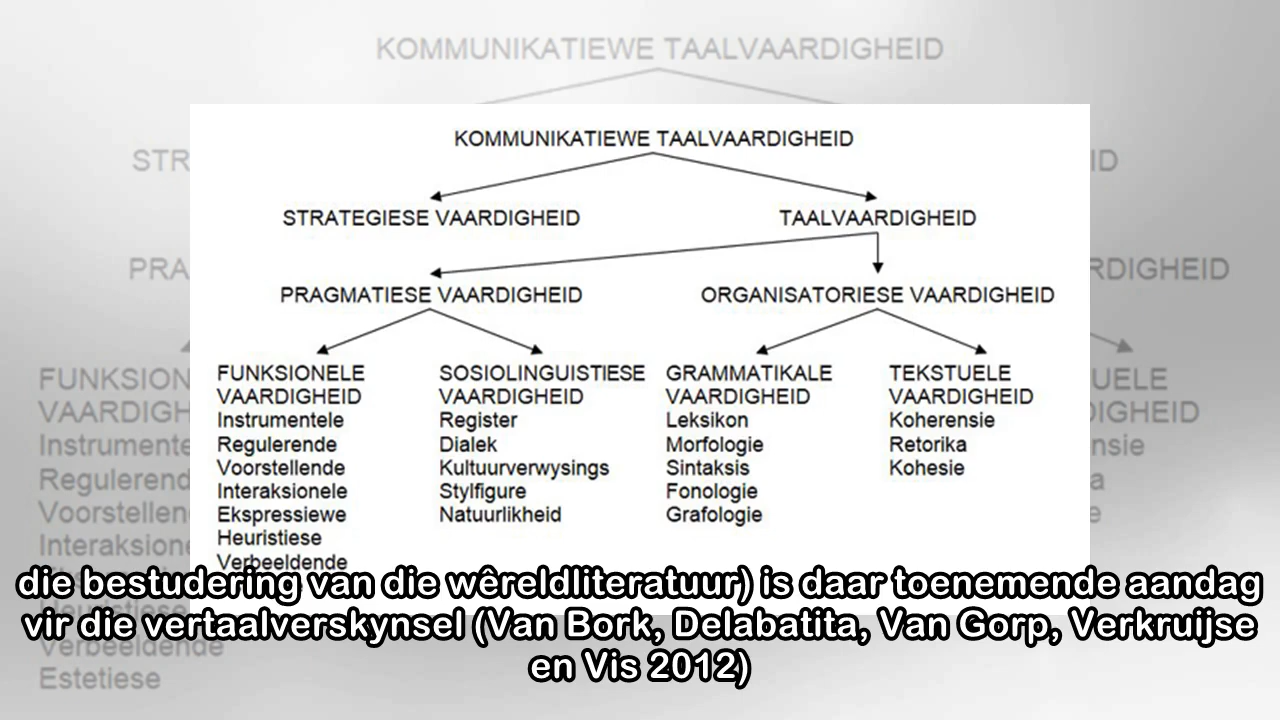 KOMMUNIKATIEWE TAALVAARDIGHEID
KOMMUNIKATIEWE TAALVAARDIGHEID
STRATEGIESE VAARDIGHEID
TAALVAARDIGHEID
PRAGMATIESE VAARDIGHEID
ORGANISATORIESE VAARDIGHEID
FUNKSIONELE
VAARDIGHEID
Instrumentele
Regulerende
Voorstellende
Interaksionele
Ekspressiewe
Heuristiese
Verbeeldende
SOSIOLINGUISTIESE
VAARDIGHEID
Register
Dialek
Kultuurverwysings
Stylfigure
Natuurlikheid
GRAMMATIKALE
VAARDIGHEID
Leksikon
Morfologie
Sintaksis
Fonologie
Grafologie
TEKSTUELE
VAARDIGHEID
Koherensie
Retorika
Kohesie
die bestudering van die wêreldliteratuur) is daar toenemende aandag
vir die vertaalverskynsel (Van Bork, Delabatita, Van Gorp, Verkruijse
en Vis 2012)
Verbeeldende
Estetiese